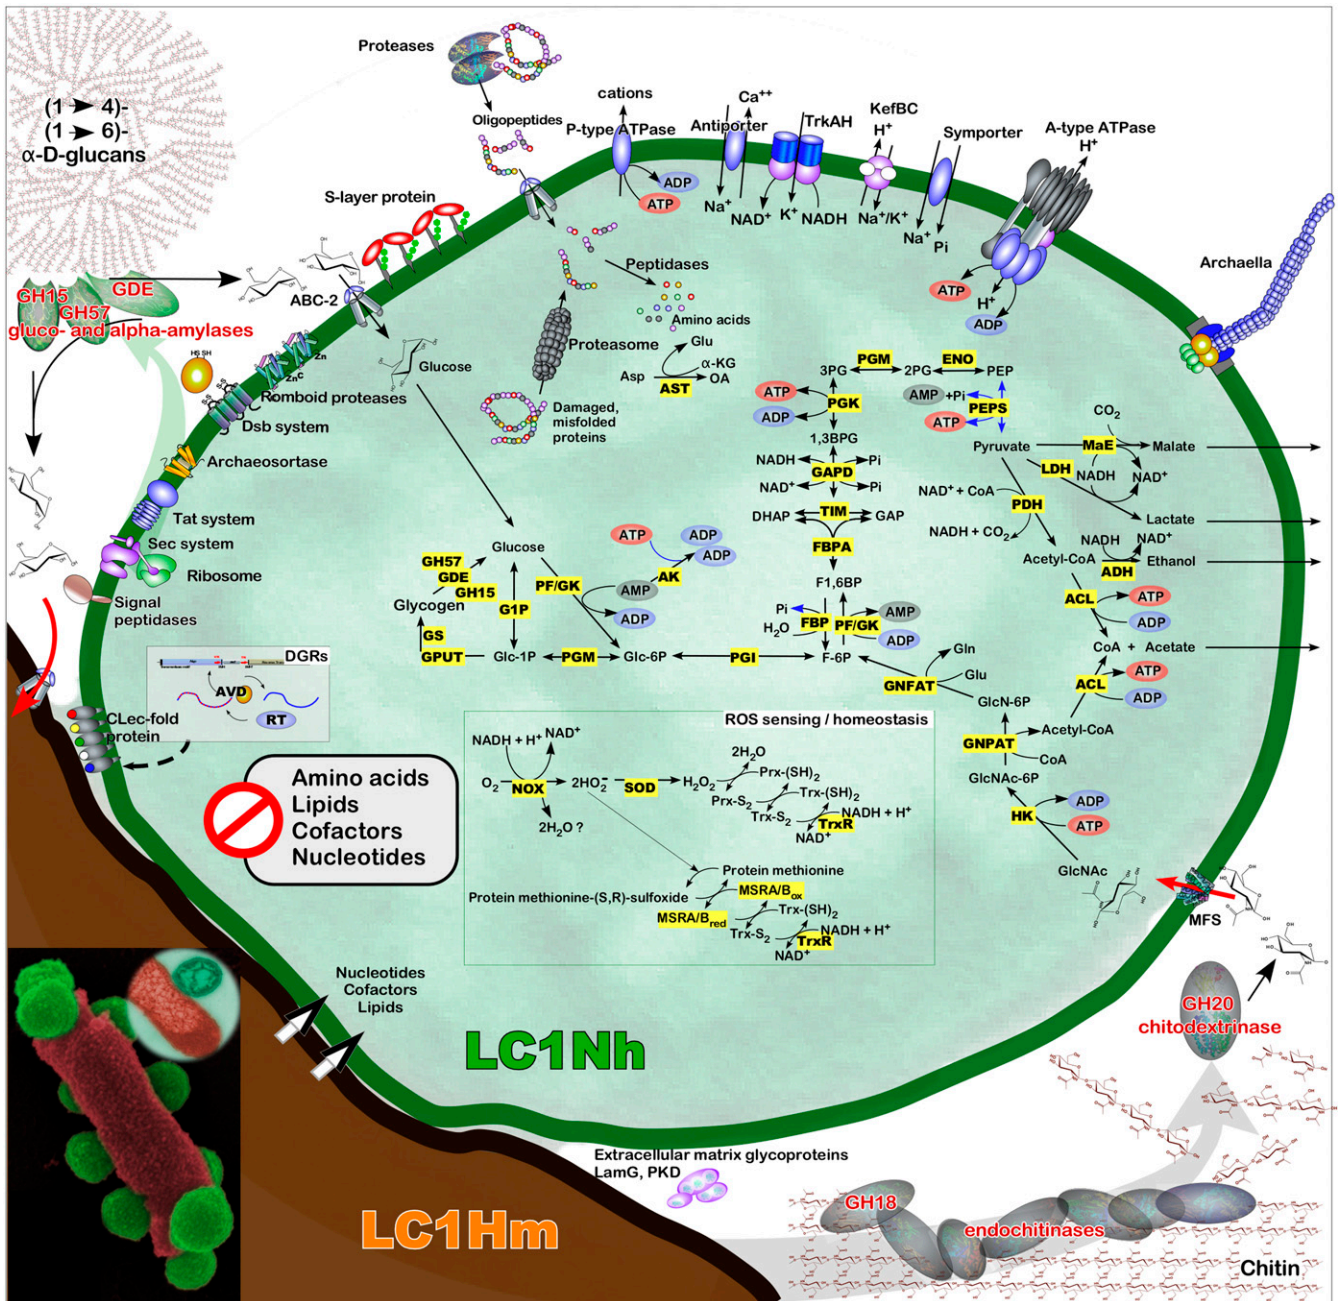 Proteases
(1 ➤ 4)-
(1 ➤ 6)-
α-D-glucans
Oligopeptides
cations
P-type ATPase
ADP
ATP
Ca⁺⁺
Antiporter
Na⁺
TrkAH
NAD⁺
K⁺
NADH
KefBC
H⁺
Na⁺/K⁺
Symporter
Na⁺
Pi
A-type ATPase
H⁺
ATP
H⁺
ADP
Archaella
S-layer protein
ABC-2
GH15
GDE
GH57
gluco- and alpha-amylases
HS SH
Zn
Zn
C
Romboid proteases
Dsb system
Archaeosortase
Tat system
Sec system
Ribosome
Signal
peptidases
Glucose
Peptidases
Amino acids
Proteasome
Damaged,
misfolded
proteins
Glu
α-KG
Asp
OA
AST
3PG
PGM
2PG
ENO
PEP
ATP
PGK
ADP
AMP
+Pi
PEPS
ATP
1,3BPG
NADH
Pi
GAPD
NAD⁺
Pi
DHAP
TIM
GAP
FBPA
F1,6BP
Pi
FBP
H₂O
PF/GK
AMP
ADP
F-6P
Pyruvate
CO₂
MaE
Malate
LDH
NADH
NAD⁺
NAD⁺ + CoA
PDH
NADH + CO₂
Lactate
NADH
NAD⁺
Acetyl-CoA
ADH
Ethanol
ACL
ATP
ADP
CoA + Acetate
ACL
ATP
ADP
Glucose
GH57
GDE
GH15
Glycogen
G1P
PF/GK
ATP
ADP
ADP
AK
AMP
ADP
GS
GPUT
Glc-1P
PGM
Glc-6P
PGI
Gln
Glu
GNFAT
GlcN-6P
GNPAT
Acetyl-CoA
CoA
GlcNAc-6P
HK
ADP
ATP
GlcNAc
MFS
DGRs
AVD
RT
CLec-fold
protein
Amino acids
Lipids
Cofactors
Nucleotides
ROS sensing / homeostasis
NADH + H⁺
NAD⁺
O₂
NOX
2HO₂⁻
SOD
H₂O₂
2H₂O ?
2H₂O
Prx-(SH)₂
Prx-S₂
Trx-(SH)₂
Trx-S₂
NADH + H⁺
TrxR
NAD⁺
Protein methionine
Protein methionine-(S,R)-sulfoxide
MSRA/Box
MSRA/Bred
Trx-(SH)₂
Trx-S₂
NADH + H⁺
TrxR
NAD⁺
Nucleotides
Cofactors
Lipids
LC1Nh
LC1Hm
Extracellular matrix glycoproteins
LamG, PKD
GH20
chitodextrinase
GH18
endochitinases
Chitin